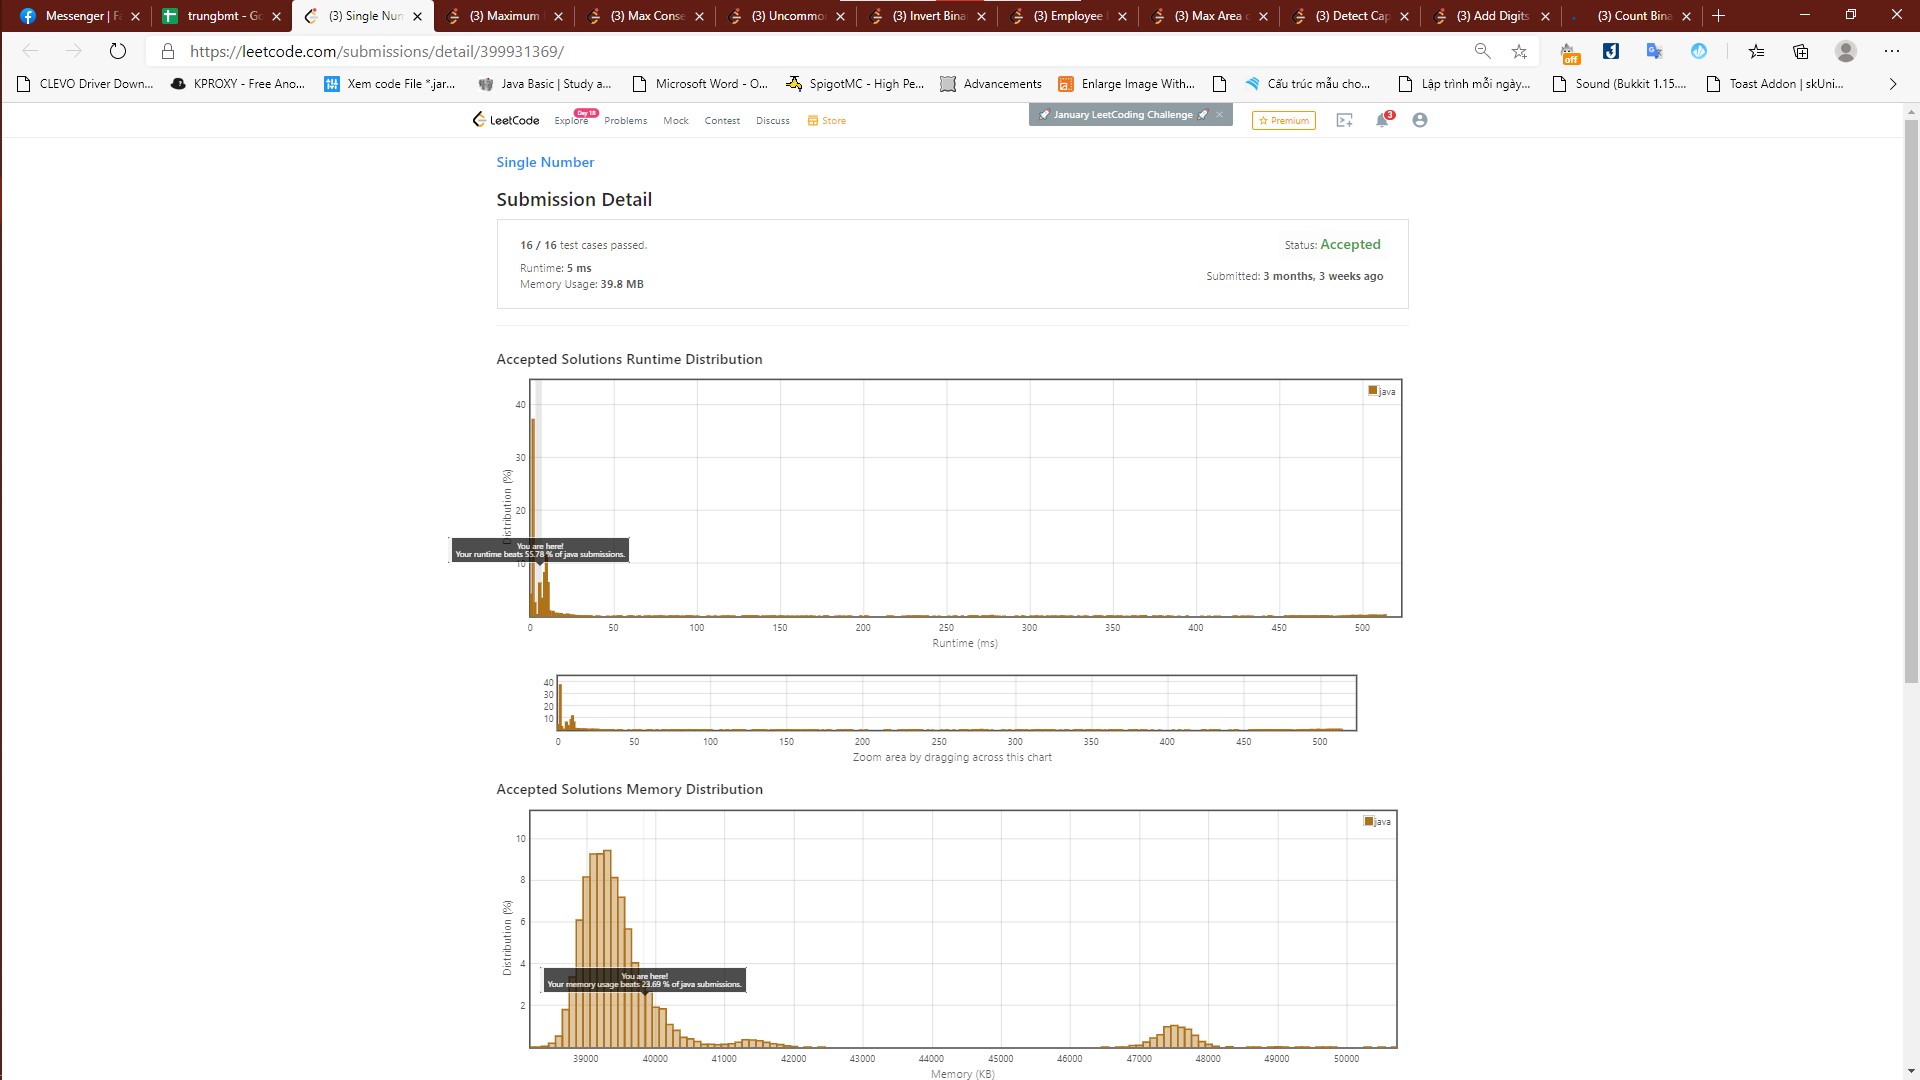 Messenger | Fa
trungbmt - Go
(3) Single Num
(3) Maximum
(3) Max Conse
(3) Uncommo
(3) Invert Bina
(3) Employee I
(3) Max Area o
(3) Detect Cap
(3) Add Digits
(3) Count Bina
https://leetcode.com/submissions/detail/399931369/
off
CLEVO Driver Down...
KPROXY - Free Ano...
Xem code File *.jar...
Java Basic | Study a...
Microsoft Word - O...
SpigotMC - High Pe...
Advancements
Enlarge Image With...
Cấu trúc mẫu cho...
Lập trình mỗi ngày...
Sound (Bukkit 1.15....
Toast Addon | skUni...
LeetCode
Explore
Day 18
Problems
Mock
Contest
Discuss
Store
January LeetCoding Challenge
Premium
3
Single Number
Submission Detail
16 / 16 test cases passed.
Status: Accepted
Runtime: 5 ms
Memory Usage: 39.8 MB
Submitted: 3 months, 3 weeks ago
Accepted Solutions Runtime Distribution
java
40
30
20
10
Distribution (%)
You are here!
Your runtime beats 55.78 % of java submissions.
0 50 100 150 200 250 300 350 400 450 500
Runtime (ms)
40
30
20
10
0 50 100 150 200 250 300 350 400 450 500
Zoom area by dragging across this chart
Accepted Solutions Memory Distribution
java
10
8
6
4
2
Distribution (%)
You are here!
Your memory usage beats 23.69 % of java submissions.
39000 40000 41000 42000 43000 44000 45000 46000 47000 48000 49000 50000
Memory (KB)